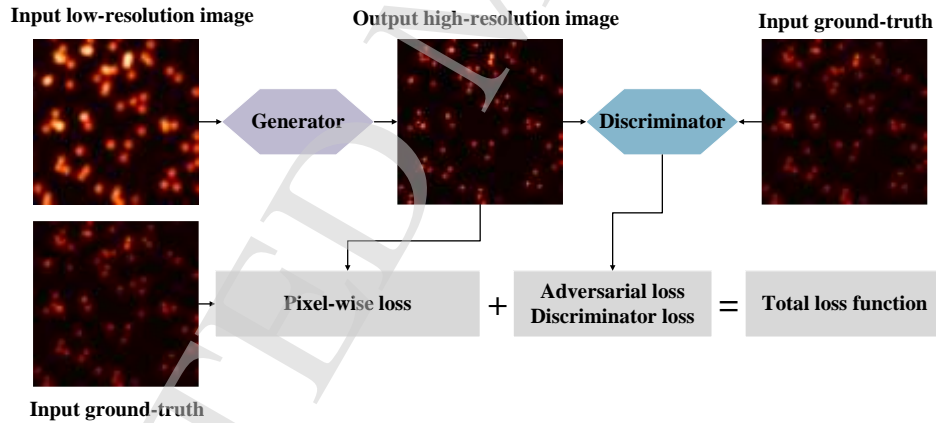 Input low-resolution image
Output high-resolution image
Input ground-truth
Generator
Discriminator
Pixel-wise loss
+
Adversarial loss
Discriminator loss
=
Total loss function
Input ground-truth